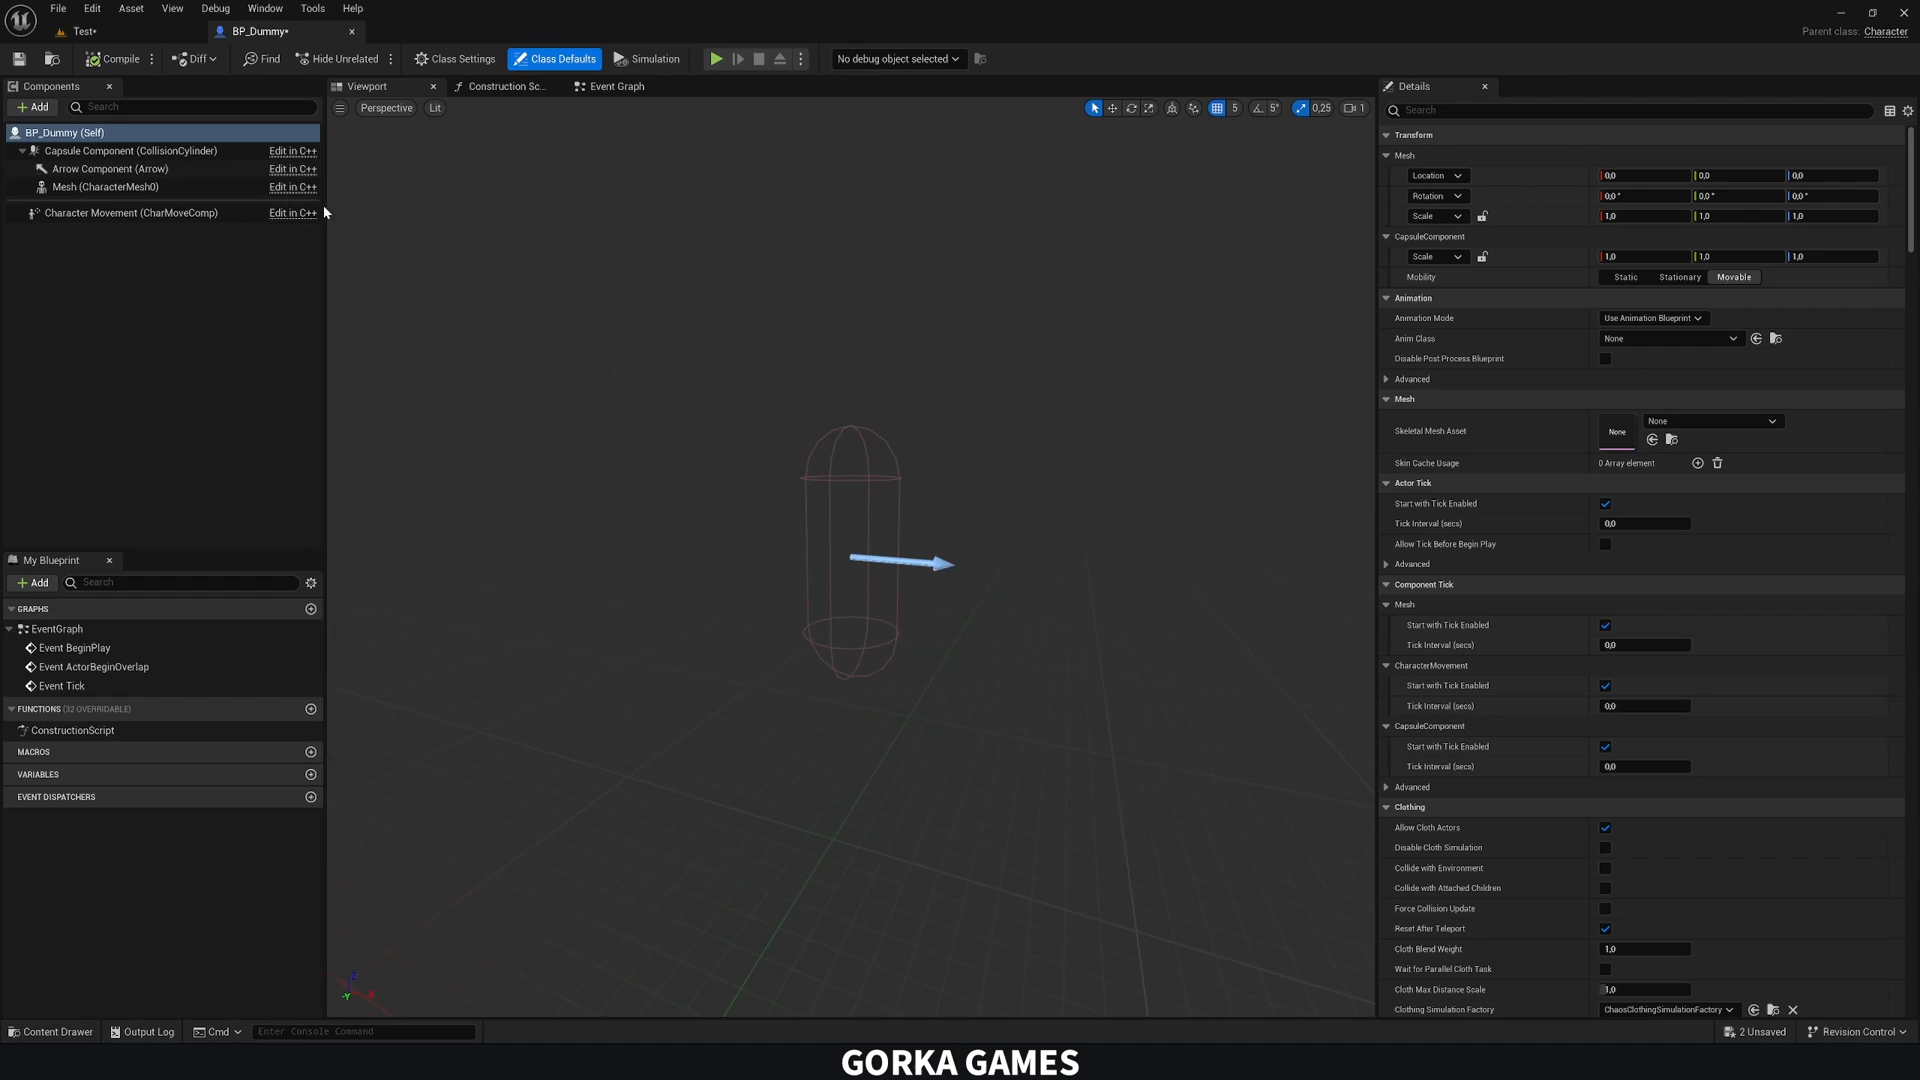 File Edit Asset View Debug Window Tools Help
Test*
BP_Dummy*
Parent class: Character
Compile Diff Find Hide Unrelated Class Settings Class Defaults Simulation No debug object selected
Components
Add Search
BP_Dummy (Self)
Capsule Component (CollisionCylinder) Edit in C++
Arrow Component (Arrow) Edit in C++
Mesh (CharacterMesh0) Edit in C++
Character Movement (CharMoveComp) Edit in C++
My Blueprint
Add Search
GRAPHS
EventGraph
Event BeginPlay
Event ActorBeginOverlap
Event Tick
FUNCTIONS (32 OVERRIDABLE)
ConstructionScript
MACROS
VARIABLES
EVENT DISPATCHERS
Viewport Construction Sc... Event Graph
Perspective Lit 5 5° 0,25 1
Z
-Y X
Details
Search
Transform
Mesh
Location 0,0 0,0 0,0
Rotation 0,0 ° 0,0 ° 0,0 °
Scale 1,0 1,0 1,0
CapsuleComponent
Scale 1,0 1,0 1,0
Mobility Static Stationary Movable
Animation
Animation Mode Use Animation Blueprint
Anim Class None
Disable Post Process Blueprint
Advanced
Mesh
Skeletal Mesh Asset None None
Skin Cache Usage 0 Array element
Actor Tick
Start with Tick Enabled
Tick Interval (secs) 0,0
Allow Tick Before Begin Play
Advanced
Component Tick
Mesh
Start with Tick Enabled
Tick Interval (secs) 0,0
CharacterMovement
Start with Tick Enabled
Tick Interval (secs) 0,0
CapsuleComponent
Start with Tick Enabled
Tick Interval (secs) 0,0
Advanced
Clothing
Allow Cloth Actors
Disable Cloth Simulation
Collide with Environment
Collide with Attached Children
Force Collision Update
Reset After Teleport
Cloth Blend Weight 1,0
Wait for Parallel Cloth Task
Cloth Max Distance Scale 1,0
Clothing Simulation Factory ChaosClothingSimulationFactory
Content Drawer Output Log Cmd Enter Console Command 2 Unsaved Revision Control
GORKA GAMES